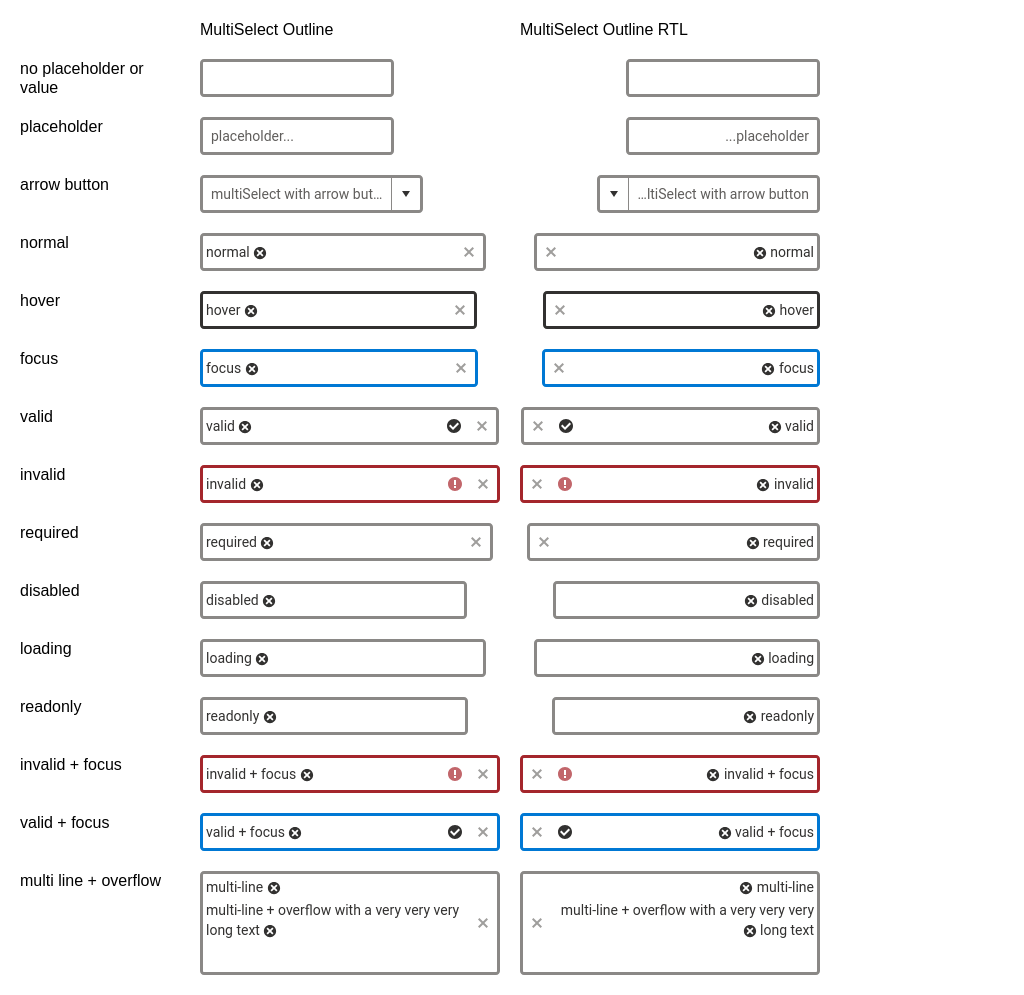 MultiSelect Outline MultiSelect Outline RTL
no placeholder or
value
placeholder placeholder... ...placeholder
arrow button multiSelect with arrow but... ...ltiSelect with arrow button
normal normal normal
hover hover hover
focus focus focus
valid valid valid
invalid invalid invalid
required required required
disabled disabled disabled
loading loading loading
readonly readonly readonly
invalid + focus invalid + focus invalid + focus
valid + focus valid + focus valid + focus
multi line + overflow multi-line multi-line
multi-line + overflow with a very very very multi-line + overflow with a very very very
long text long text